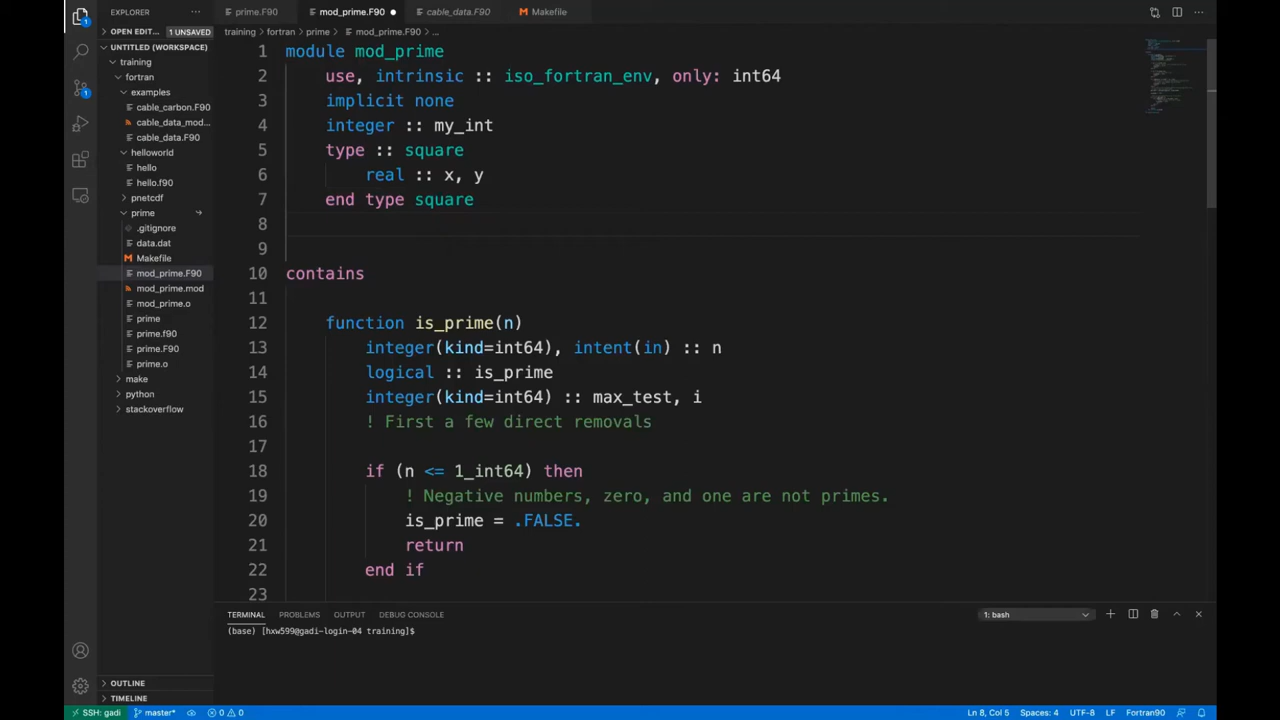 EXPLORER
···
prime.F90
mod_prime.F90 ●
cable_data.F90
Makefile
···
OPEN EDIT...
1 UNSAVED
training > fortran > prime > mod_prime.F90 > ...
UNTITLED (WORKSPACE)
training
fortran
examples
cable_carbon.F90
cable_data_mod...
cable_data.F90
helloworld
hello
hello.f90
pnetcdf
prime
.gitignore
data.dat
Makefile
mod_prime.F90
mod_prime.mod
mod_prime.o
prime
prime.f90
prime.F90
prime.o
make
python
stackoverflow
OUTLINE
TIMELINE
1 module mod_prime
2 use, intrinsic :: iso_fortran_env, only: int64
3 implicit none
4 integer :: my_int
5 type :: square
6 real :: x, y
7 end type square
8
9
10 contains
11
12 function is_prime(n)
13 integer(kind=int64), intent(in) :: n
14 logical :: is_prime
15 integer(kind=int64) :: max_test, i
16 ! First a few direct removals
17
18 if (n <= 1_int64) then
19 ! Negative numbers, zero, and one are not primes.
20 is_prime = .FALSE.
21 return
22 end if
23
TERMINAL PROBLEMS OUTPUT DEBUG CONSOLE
1: bash
(base) [hxw599@gadi-login-04 training]$
SSH: gadi
master*
0 0
Ln 8, Col 5 Spaces: 4 UTF-8 LF Fortran90